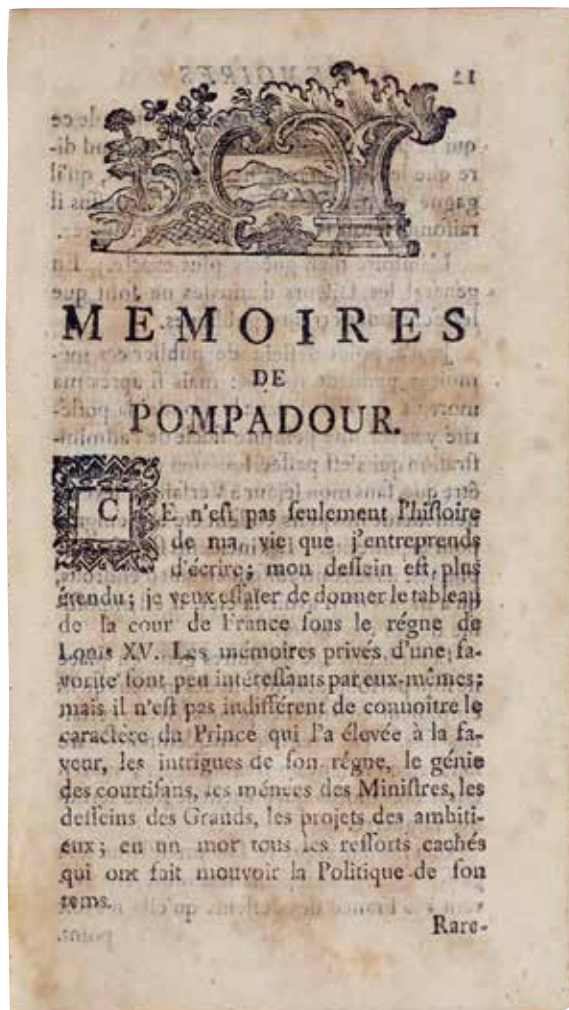 MEMOIRES
DE
POMPADOUR.
CE n'eſt pas ſeulement l'hiſtoire
de ma vie que j'entreprends
d'écrire; mon deſſein eſt plus
étendu; je veux eſſaïer de donner le tableau
de la cour de France ſous le régne de
Louis XV. Les mémoires privés d'une fa-
vorite ſont peu intéreſſants par eux-mêmes;
mais il n'eſt pas indifférent de connoitre le
caractère du Prince qui l'a élevée à la fa-
veur, les intrigues de ſon régne, le génie
des courtiſans, les ménées des Miniſtres, les
deſſeins des Grands, les projets des ambiti-
eux; en un mot tous les reſſorts cachés
qui ont fait mouvoir la Politique de ſon
tems.
Rare-